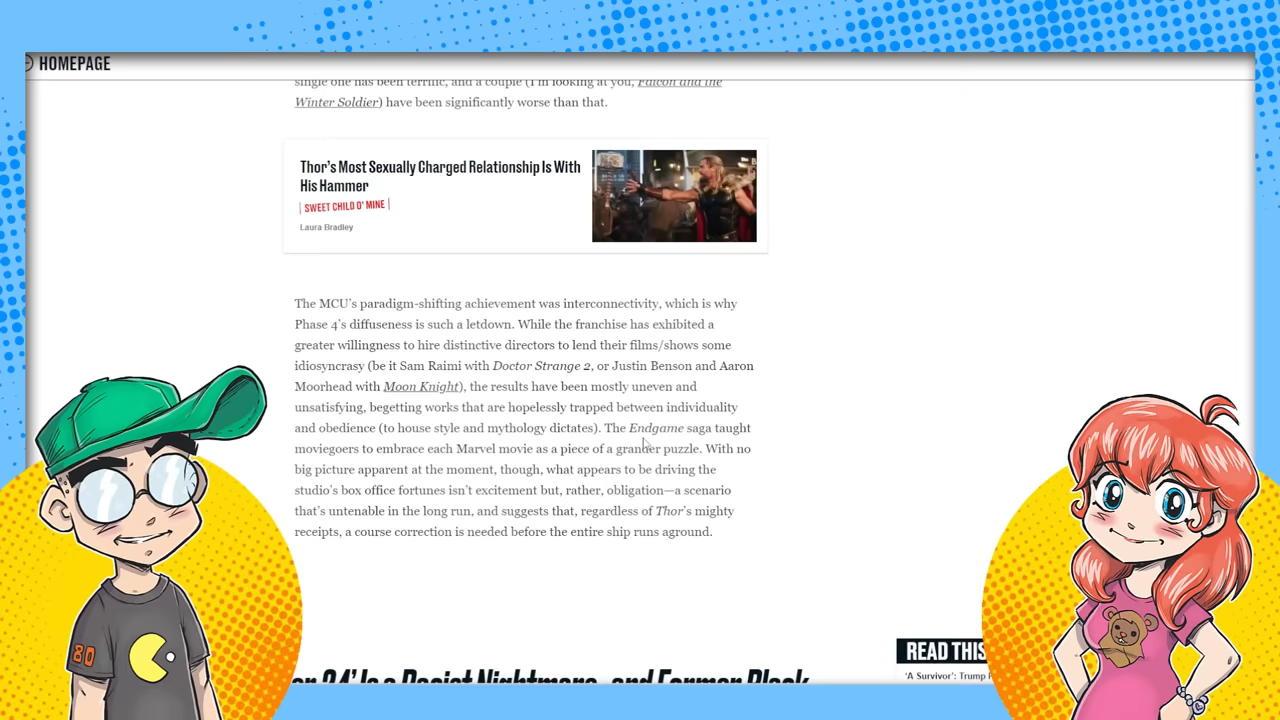 HOMEPAGE
single one has been terrific, and a couple (I'm looking at you, Falcon and the
Winter Soldier) have been significantly worse than that.
Thor's Most Sexually Charged Relationship Is With
His Hammer
SWEET CHILD O' MINE
Laura Bradley
The MCU's paradigm-shifting achievement was interconnectivity, which is why
Phase 4's diffuseness is such a letdown. While the franchise has exhibited a
greater willingness to hire distinctive directors to lend their films/shows some
idiosyncrasy (be it Sam Raimi with Doctor Strange 2, or Justin Benson and Aaron
Moorhead with Moon Knight), the results have been mostly uneven and
unsatisfying, begetting works that are hopelessly trapped between individuality
and obedience (to house style and mythology dictates). The Endgame saga taught
moviegoers to embrace each Marvel movie as a piece of a grander puzzle. With no
big picture apparent at the moment, though, what appears to be driving the
studio's box office fortunes isn't excitement but, rather, obligation—a scenario
that's untenable in the long run, and suggests that, regardless of Thor's mighty
receipts, a course correction is needed before the entire ship runs aground.
80
READ THIS
'A Survivor': Trump
24' Is a Racist Nightmare, and Former Black